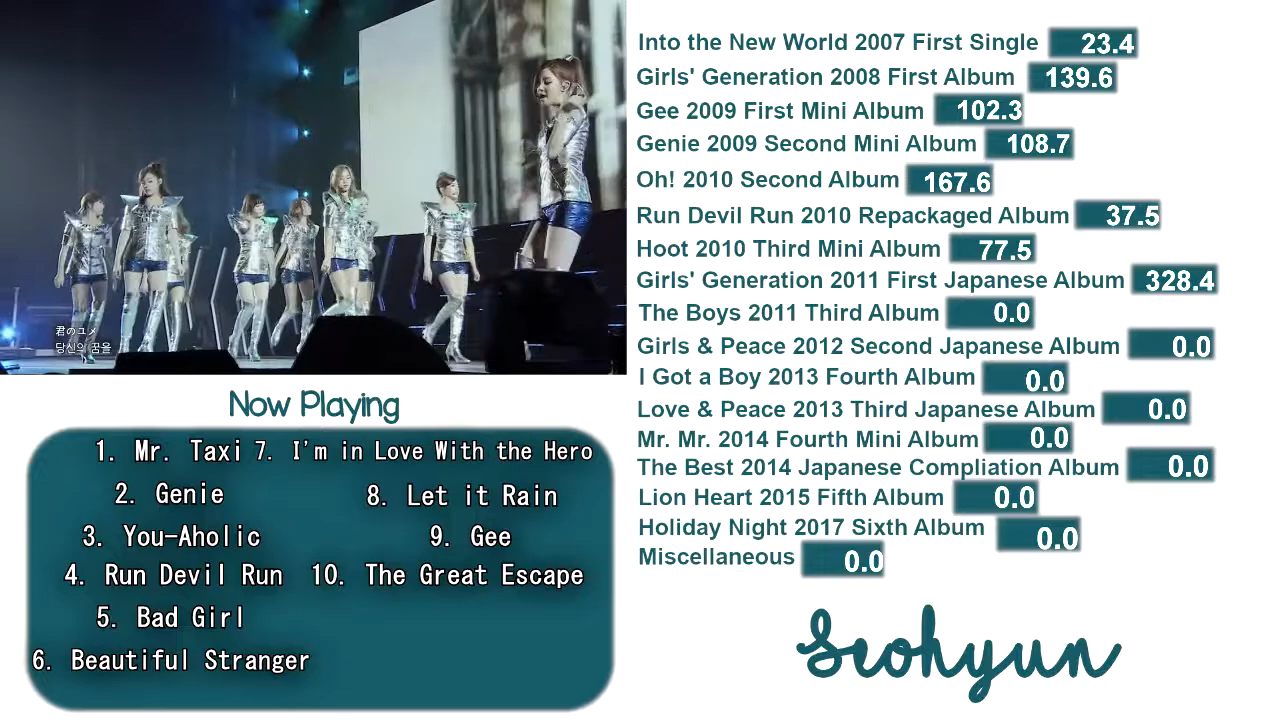 君のユメ
당신의 꿈을
Now Playing
1. Mr. Taxi
2. Genie
3. You-Aholic
4. Run Devil Run
5. Bad Girl
6. Beautiful Stranger
7. I'm in Love With the Hero
8. Let it Rain
9. Gee
10. The Great Escape
Into the New World 2007 First Single 23.4
Girls' Generation 2008 First Album 139.6
Gee 2009 First Mini Album 102.3
Genie 2009 Second Mini Album 108.7
Oh! 2010 Second Album 167.6
Run Devil Run 2010 Repackaged Album 37.5
Hoot 2010 Third Mini Album 77.5
Girls' Generation 2011 First Japanese Album 328.4
The Boys 2011 Third Album 0.0
Girls & Peace 2012 Second Japanese Album 0.0
I Got a Boy 2013 Fourth Album 0.0
Love & Peace 2013 Third Japanese Album 0.0
Mr. Mr. 2014 Fourth Mini Album 0.0
The Best 2014 Japanese Compliation Album 0.0
Lion Heart 2015 Fifth Album 0.0
Holiday Night 2017 Sixth Album 0.0
Miscellaneous 0.0
Seohyun